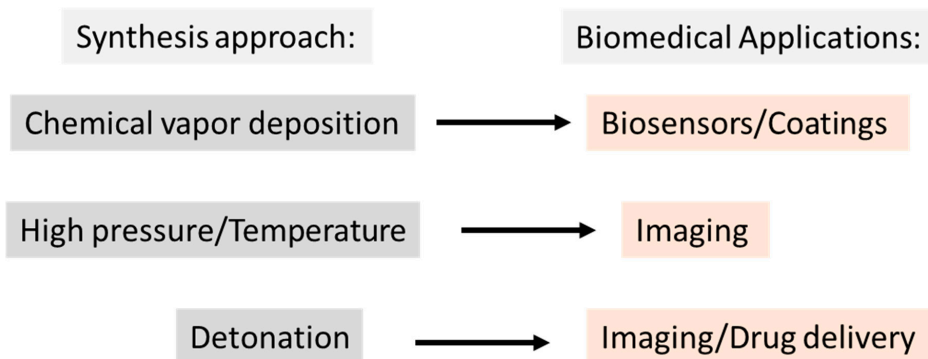 Synthesis approach:
Biomedical Applications:
Chemical vapor deposition
Biosensors/Coatings
High pressure/Temperature
Imaging
Detonation
Imaging/Drug delivery